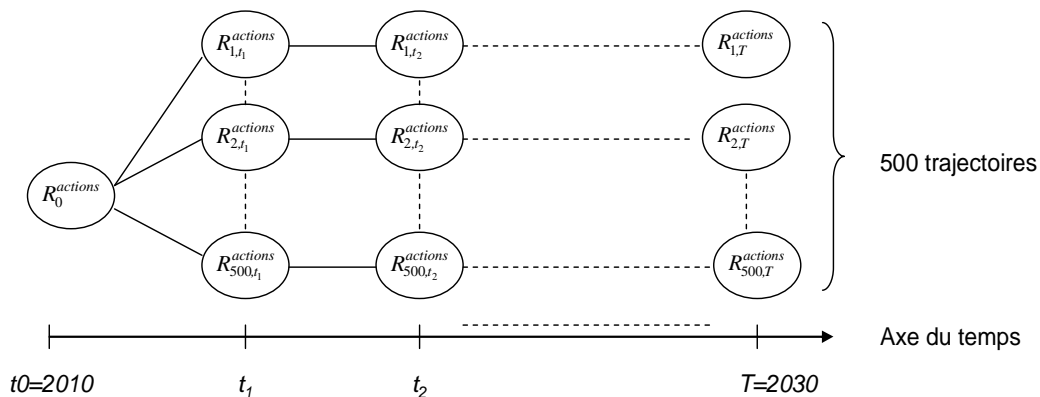 R_{1,t_1}^{actions} R_{1,t_2}^{actions} R_{1,T}^{actions}
R_{2,t_1}^{actions} R_{2,t_2}^{actions} R_{2,T}^{actions}
500 trajectoires
R_0^{actions}
R_{500,t_1}^{actions} R_{500,t_2}^{actions} R_{500,T}^{actions}
Axe du temps
t0=2010 t_1 t_2 T=2030